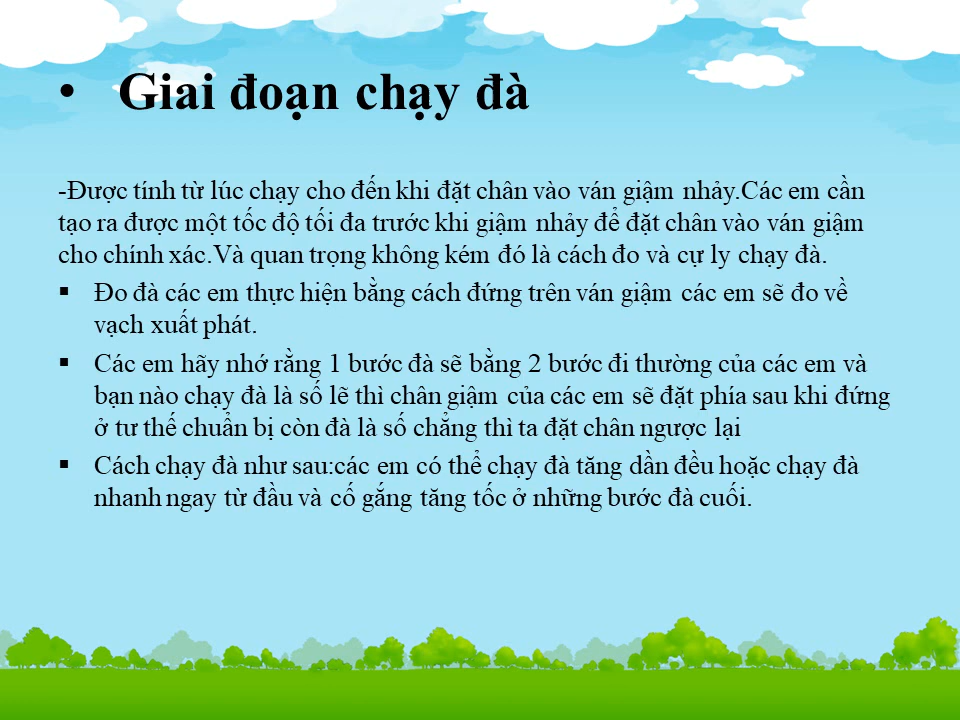 • Giai đoạn chạy đà
-Được tính từ lúc chạy cho đến khi đặt chân vào ván giậm nhảy.Các em cần
tạo ra được một tốc độ tối đa trước khi giậm nhảy để đặt chân vào ván giậm
cho chính xác.Và quan trọng không kém đó là cách đo và cự ly chạy đà.
▪ Đo đà các em thực hiện bằng cách đứng trên ván giậm các em sẽ đo về
vạch xuất phát.
▪ Các em hãy nhớ rằng 1 bước đà sẽ bằng 2 bước đi thường của các em và
bạn nào chạy đà là số lẽ thì chân giậm của các em sẽ đặt phía sau khi đứng
ở tư thế chuẩn bị còn đà là số chẳng thì ta đặt chân ngược lại
▪ Cách chạy đà như sau:các em có thể chạy đà tăng dần đều hoặc chạy đà
nhanh ngay từ đầu và cố gắng tăng tốc ở những bước đà cuối.